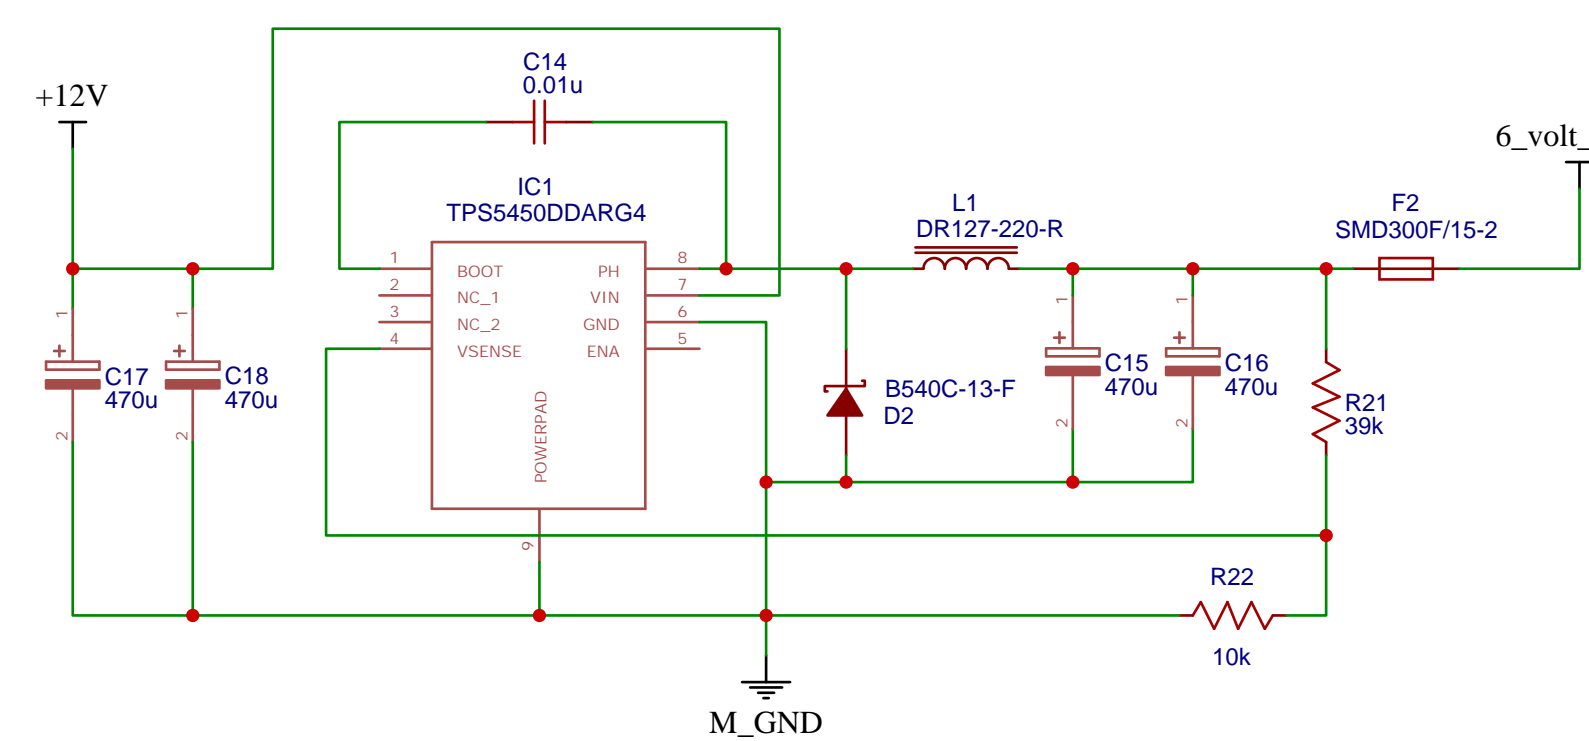 +12V
C14
0.01u
6_volt_
IC1
TPS5450DDARG4
L1
DR127-220-R
F2
SMD300F/15-2
1
BOOT
PH
8
2
NC_1
VIN
7
3
NC_2
GND
6
4
VSENSE
ENA
5
POWERPAD
9
1
+
C17
470u
2
1
+
C18
470u
2
B540C-13-F
D2
1
+
C15
470u
2
1
+
C16
470u
2
R21
39k
R22
10k
M_GND